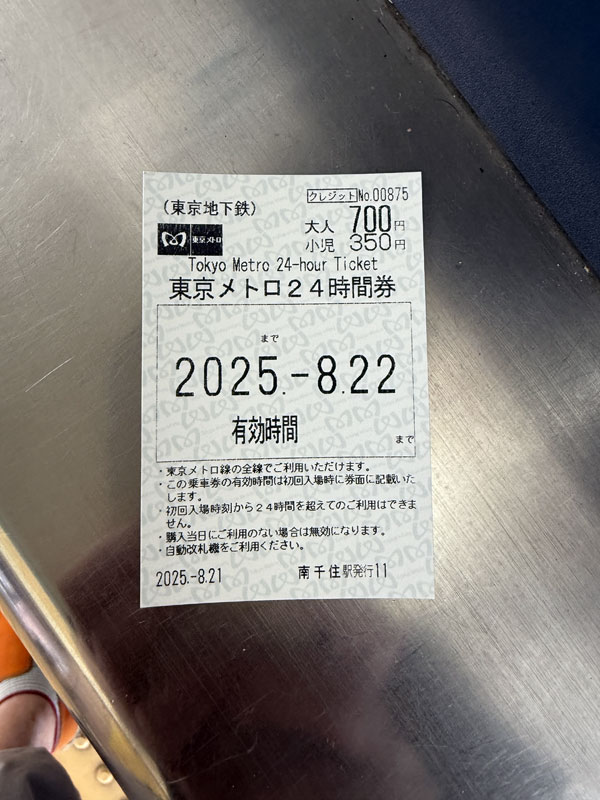 クレジット No.00875
(東京地下鉄)
大人 700円
東京メトロ 小児 350円
Tokyo Metro 24-hour Ticket
東京メトロ24時間券
まで
2025.-8.22
有効時間
まで
・東京メトロ線の全線でご利用いただけます。
・この乗車券の有効時間は初回入場時に券面に記載いた
します。
・初回入場時刻から24時間を超えてのご利用はできま
せん。
・購入当日にご利用のない場合は無効になります。
・自動改札機をご利用ください。
2025.-8.21 南千住駅発行11